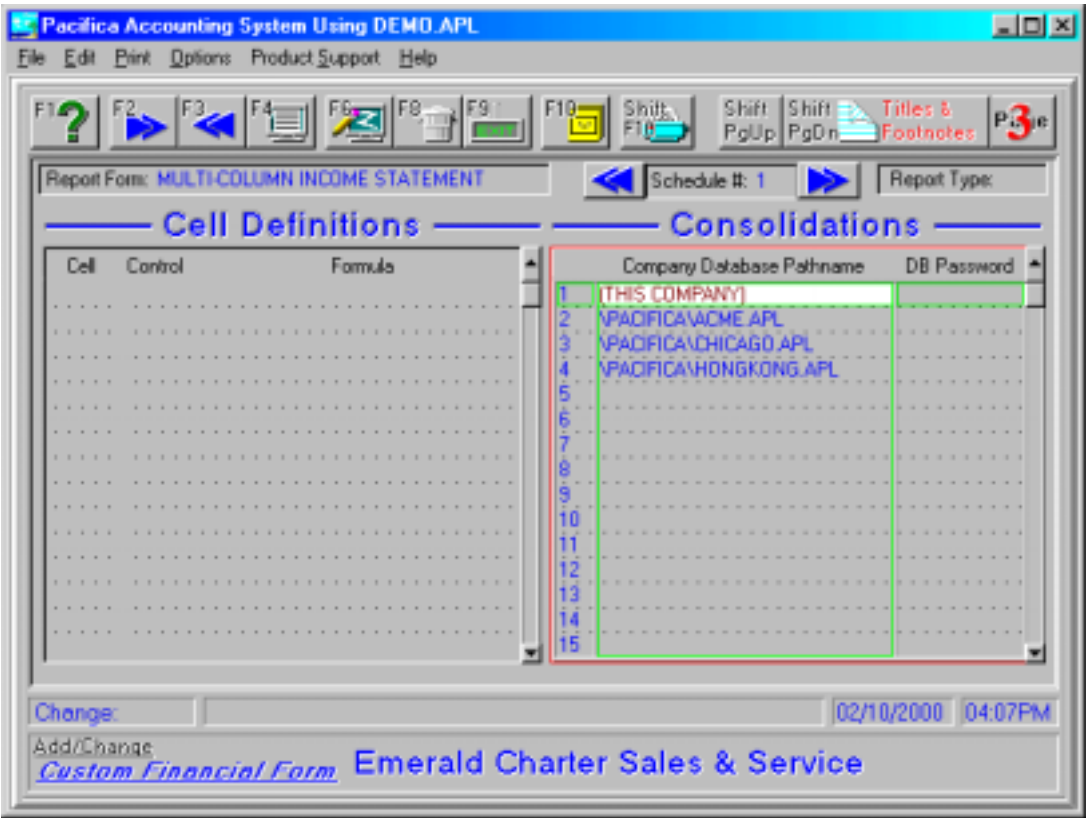 Pacifica Accounting System Using DEMO.APL
File Edit Print Options Product Support Help
F1 F2 F3 F4 F6 F8 F9 F10 Shift F10 Shift PgUp Shift PgDn Titles & Footnotes 3
Report Form: MULTI-COLUMN INCOME STATEMENT Schedule #: 1 Report Type:
Cell Definitions Consolidations
Cell Control Formula Company Database Pathname DB Password
1 [THIS COMPANY]
2 \PACIFICA\ACME.APL
3 \PACIFICA\CHICAGO.APL
4 \PACIFICA\HONGKONG.APL
5
6
7
8
9
10
11
12
13
14
15
Change: 02/10/2000 04:07PM
Add/Change
Custom Financial Form Emerald Charter Sales & Service